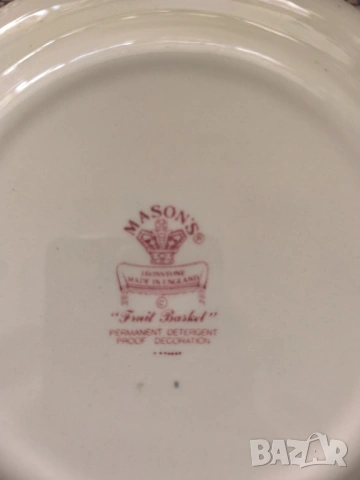 MASON'S®
IRONSTONE
MADE IN ENGLAND
©
"Fruit Basket"
PERMANENT DETERGENT
PROOF DECORATION
BAZAR